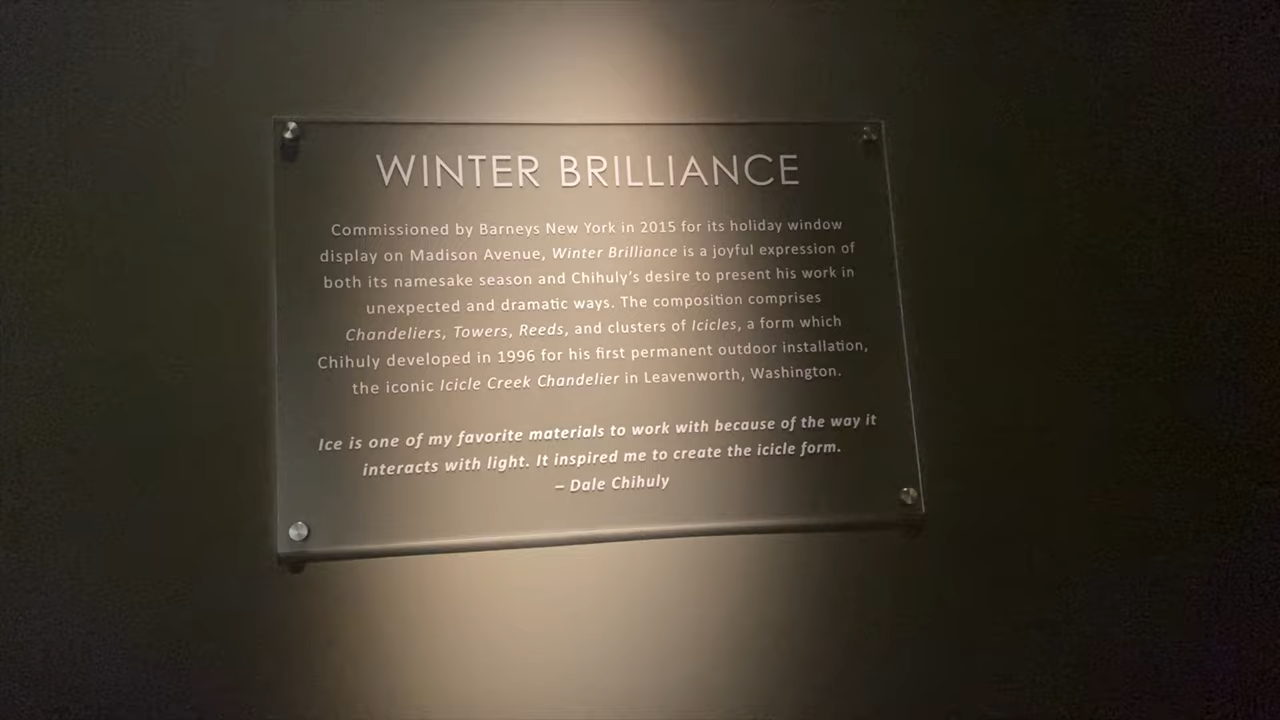 WINTER BRILLIANCE
Commissioned by Barneys New York in 2015 for its holiday window
display on Madison Avenue, Winter Brilliance is a joyful expression of
both its namesake season and Chihuly's desire to present his work in
unexpected and dramatic ways. The composition comprises
Chandeliers, Towers, Reeds, and clusters of Icicles, a form which
Chihuly developed in 1996 for his first permanent outdoor installation,
the iconic Icicle Creek Chandelier in Leavenworth, Washington.
Ice is one of my favorite materials to work with because of the way it
interacts with light. It inspired me to create the icicle form.
– Dale Chihuly